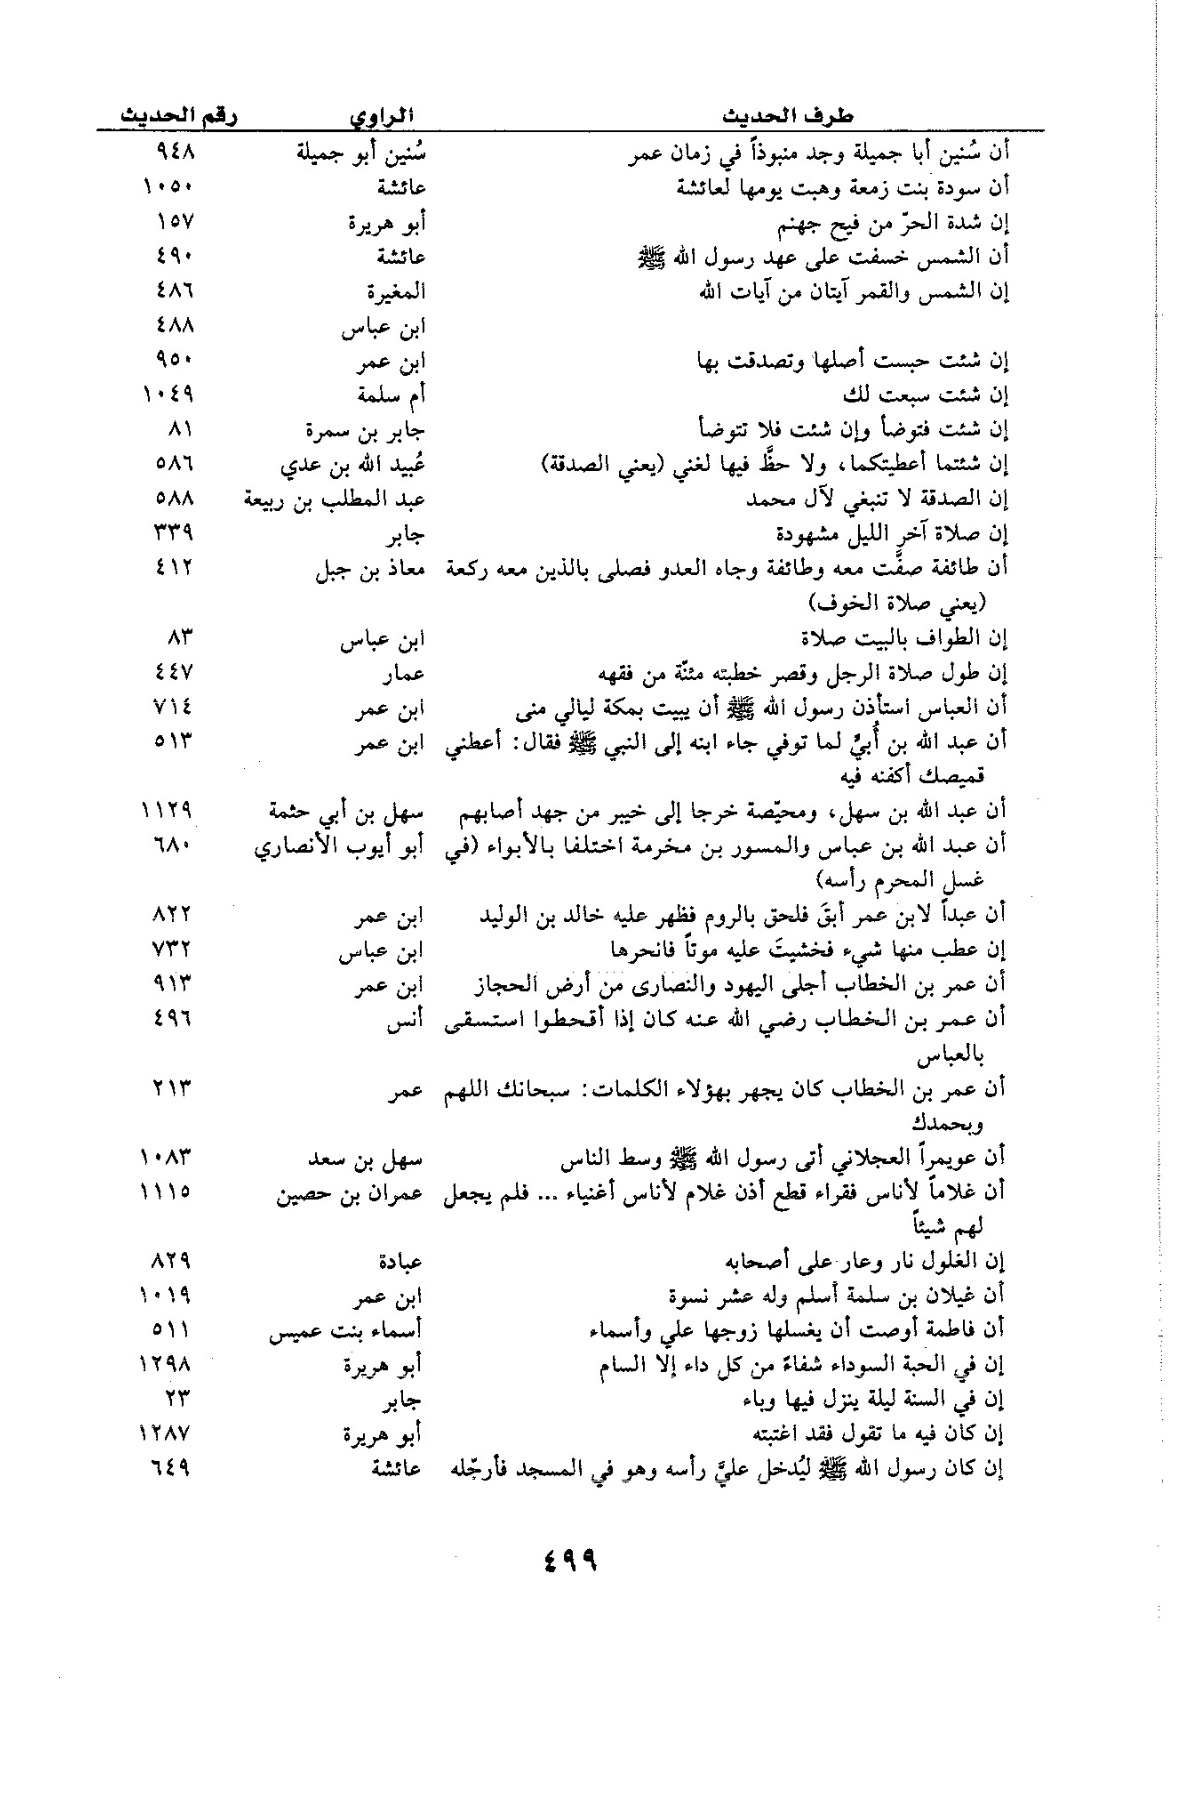 طرف الحديث الراوي رقم الحديث
أن سُنين أبا جميلة وجد منبوذاً في زمان عمر سُنين أبو جميلة ٩٤٨
أن سودة بنت زمعة وهبت يومها لعائشة عائشة ١٠٥٠
إن شدة الحرّ من فيح جهنم أبو هريرة ١٥٧
أن الشمس خسفت على عهد رسول الله ﷺ عائشة ٤٩٠
إن الشمس والقمر آيتان من آيات الله المغيرة ٤٨٦
ابن عباس ٤٨٨
إن شئت حبست أصلها وتصدقت بها ابن عمر ٩٥٠
إن شئت سبعت لك أم سلمة ١٠٤٩
إن شئت فتوضأ وإن شئت فلا تتوضأ جابر بن سمرة ٨١
إن شئتما أعطيتكما، ولا حظَّ فيها لغني (يعني الصدقة) عُبيد الله بن عدي ٥٨٦
إن الصدقة لا تنبغي لآل محمد عبد المطلب بن ربيعة ٥٨٨
إن صلاة آخر الليل مشهودة جابر ٣٣٩
أن طائفة صفَّت معه وطائفة وجاه العدو فصلى بالذين معه ركعة معاذ بن جبل ٤١٢
(يعني صلاة الخوف)
إن الطواف بالبيت صلاة ابن عباس ٨٣
إن طول صلاة الرجل وقصر خطبته مئنّة من فقهه عمار ٤٤٧
أن العباس استأذن رسول الله ﷺ أن يبيت بمكة ليالي منى ابن عمر ٧١٤
أن عبد الله بن أُبيٍّ لما توفي جاء ابنه إلى النبي ﷺ فقال: أعطني ابن عمر ٥١٣
قميصك أكفنه فيه
أن عبد الله بن سهل، ومحيّصة خرجا إلى خيبر من جهد أصابهم سهل بن أبي حثمة ١١٢٩
أن عبد الله بن عباس والمسور بن مخرمة اختلفا بالأبواء (في أبو أيوب الأنصاري ٦٨٠
غسل المحرم رأسه)
أن عبداً لابن عمر أبقَ فلحق بالروم فظهر عليه خالد بن الوليد ابن عمر ٨٢٢
إن عطب منها شيء فخشيتَ عليه موتاً فانحرها ابن عباس ٧٣٢
أن عمر بن الخطاب أجلى اليهود والنصارى من أرض الحجاز ابن عمر ٩١٣
أن عمر بن الخطاب رضي الله عنه كان إذا أقحطوا استسقى أنس ٤٩٦
بالعباس
أن عمر بن الخطاب كان يجهر بهؤلاء الكلمات: سبحانك اللهم عمر ٢١٣
وبحمدك
أن عويمراً العجلاني أتى رسول الله ﷺ وسط الناس سهل بن سعد ١٠٨٣
أن غلاماً لأناس فقراء قطع أذن غلام لأناس أغنياء ... فلم يجعل عمران بن حصين ١١١٥
لهم شيئاً
إن الغلول نار وعار على أصحابه عبادة ٨٢٩
أن غيلان بن سلمة أسلم وله عشر نسوة ابن عمر ١٠١٩
أن فاطمة أوصت أن يغسلها زوجها علي وأسماء أسماء بنت عميس ٥١١
إن في الحبة السوداء شفاءً من كل داء إلا السام أبو هريرة ١٢٩٨
إن في السنة ليلة ينزل فيها وباء جابر ٢٣
إن كان فيه ما تقول فقد اغتبته أبو هريرة ١٢٨٧
إن كان رسول الله ﷺ ليُدخل عليَّ رأسه وهو في المسجد فأرجّله عائشة ٦٤٩
٤٩٩